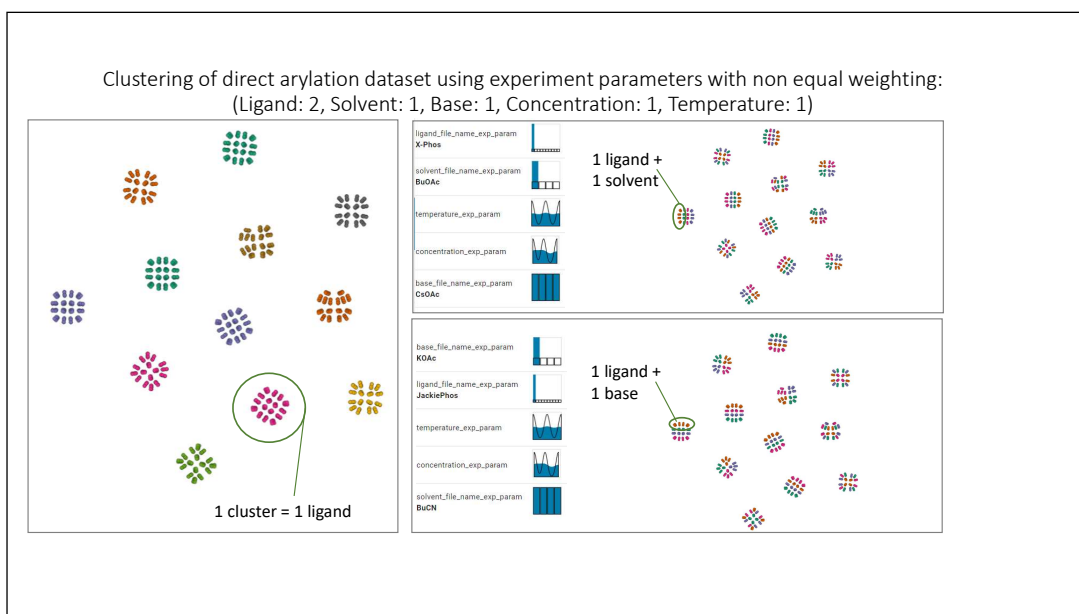 Clustering of direct arylation dataset using experiment parameters with non equal weighting:
(Ligand: 2, Solvent: 1, Base: 1, Concentration: 1, Temperature: 1)
1 cluster = 1 ligand
ligand_file_name_exp_param
X-Phos
solvent_file_name_exp_param
BuOAc
temperature_exp_param
concentration_exp_param
base_file_name_exp_param
CsOAc
1 ligand +
1 solvent
base_file_name_exp_param
KOAc
ligand_file_name_exp_param
JackiePhos
temperature_exp_param
concentration_exp_param
solvent_file_name_exp_param
BuCN
1 ligand +
1 base